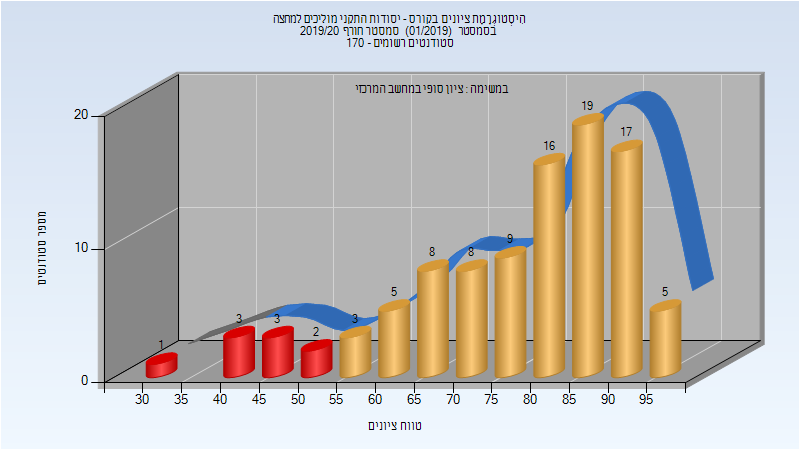 היסטוגרמת ציונים בקורס - יסודות התקני מוליכים למחצה
בסמסטר (01/2019) סמסטר חורף 2019/20
סטודנטים רשומים - 170
במשימה : ציון סופי במחשב המרכזי
מספר סטודנטים
20
10
0
1
3
3
2
3
5
8
8
9
16
19
17
5
30 35 40 45 50 55 60 65 70 75 80 85 90 95
טווח ציונים